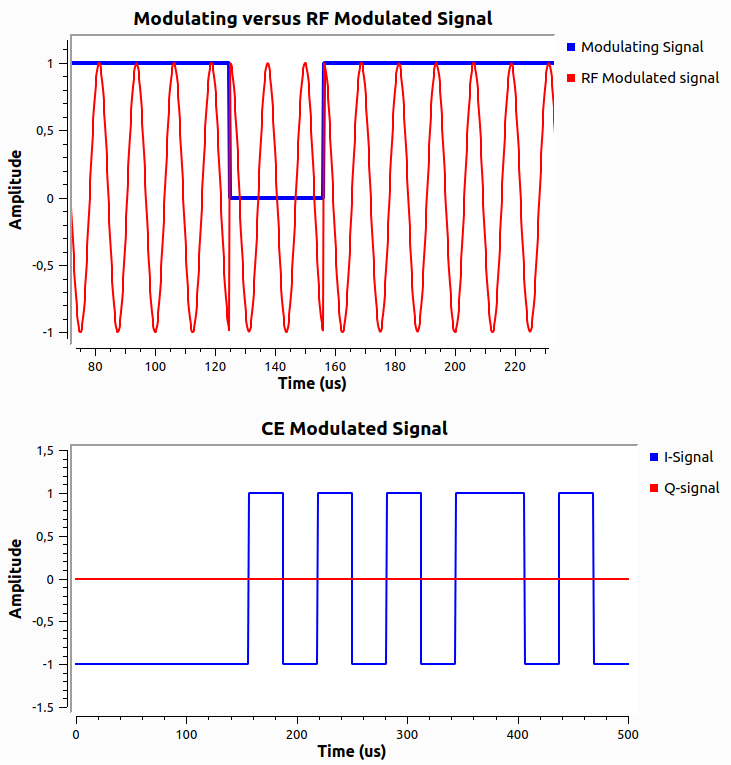 Modulating versus RF Modulated Signal
Modulating Signal
RF Modulated signal
Amplitude
1
0,5
0
-0,5
-1
80 100 120 140 160 180 200 220
Time (us)
CE Modulated Signal
I-Signal
Q-signal
Amplitude
1,5
1
0,5
0
-0,5
-1
-1.5
0 100 200 300 400 500
Time (us)